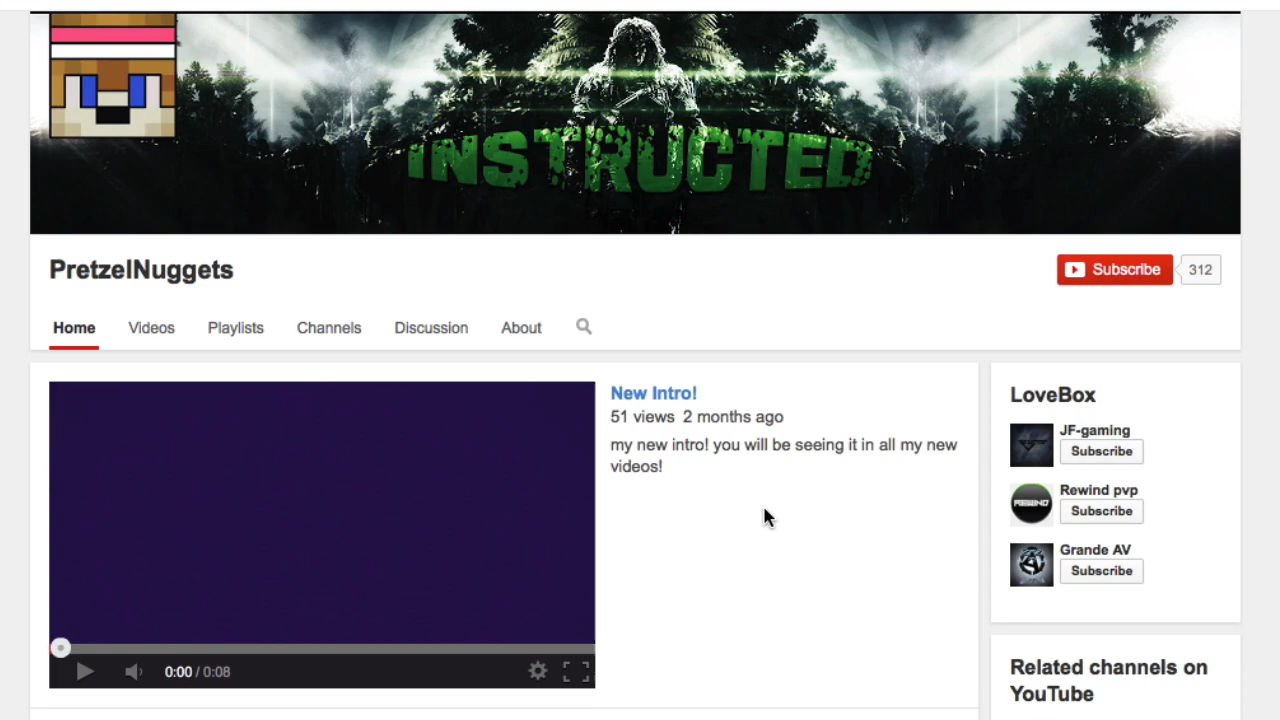 INSTRUCTED
PretzelNuggets
Subscribe 312
Home Videos Playlists Channels Discussion About
New Intro!
51 views 2 months ago
my new intro! you will be seeing it in all my new
videos!
0:00 / 0:08
LoveBox
JF-gaming
Subscribe
REWIND
Rewind pvp
Subscribe
Grande AV
Subscribe
Related channels on
YouTube